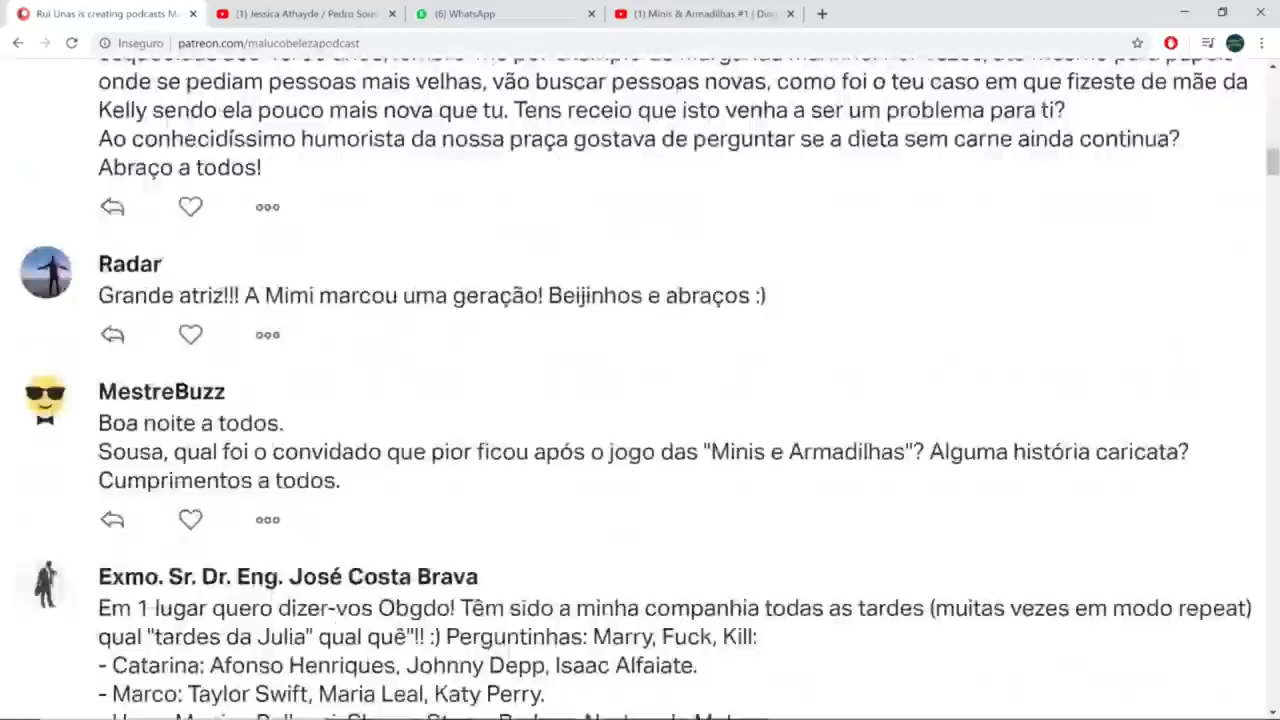 Rui Unas is creating podcasts Ma
(1) Jessica Athayde / Pedro Sous
(6) WhatsApp
(1) Minis & Armadilhas #1 | Diog
Inseguro | patreon.com/malucobelezapodcast
onde se pediam pessoas mais velhas, vão buscar pessoas novas, como foi o teu caso em que fizeste de mãe da
Kelly sendo ela pouco mais nova que tu. Tens receio que isto venha a ser um problema para ti?
Ao conhecidíssimo humorista da nossa praça gostava de perguntar se a dieta sem carne ainda continua?
Abraço a todos!
Radar
Grande atriz!!! A Mimi marcou uma geração! Beijinhos e abraços :)
MestreBuzz
Boa noite a todos.
Sousa, qual foi o convidado que pior ficou após o jogo das "Minis e Armadilhas"? Alguma história caricata?
Cumprimentos a todos.
Exmo. Sr. Dr. Eng. José Costa Brava
Em 1 lugar quero dizer-vos Obgdo! Têm sido a minha companhia todas as tardes (muitas vezes em modo repeat)
qual "tardes da Julia" qual quê"!! :) Perguntinhas: Marry, Fuck, Kill:
- Catarina: Afonso Henriques, Johnny Depp, Isaac Alfaiate.
- Marco: Taylor Swift, Maria Leal, Katy Perry.